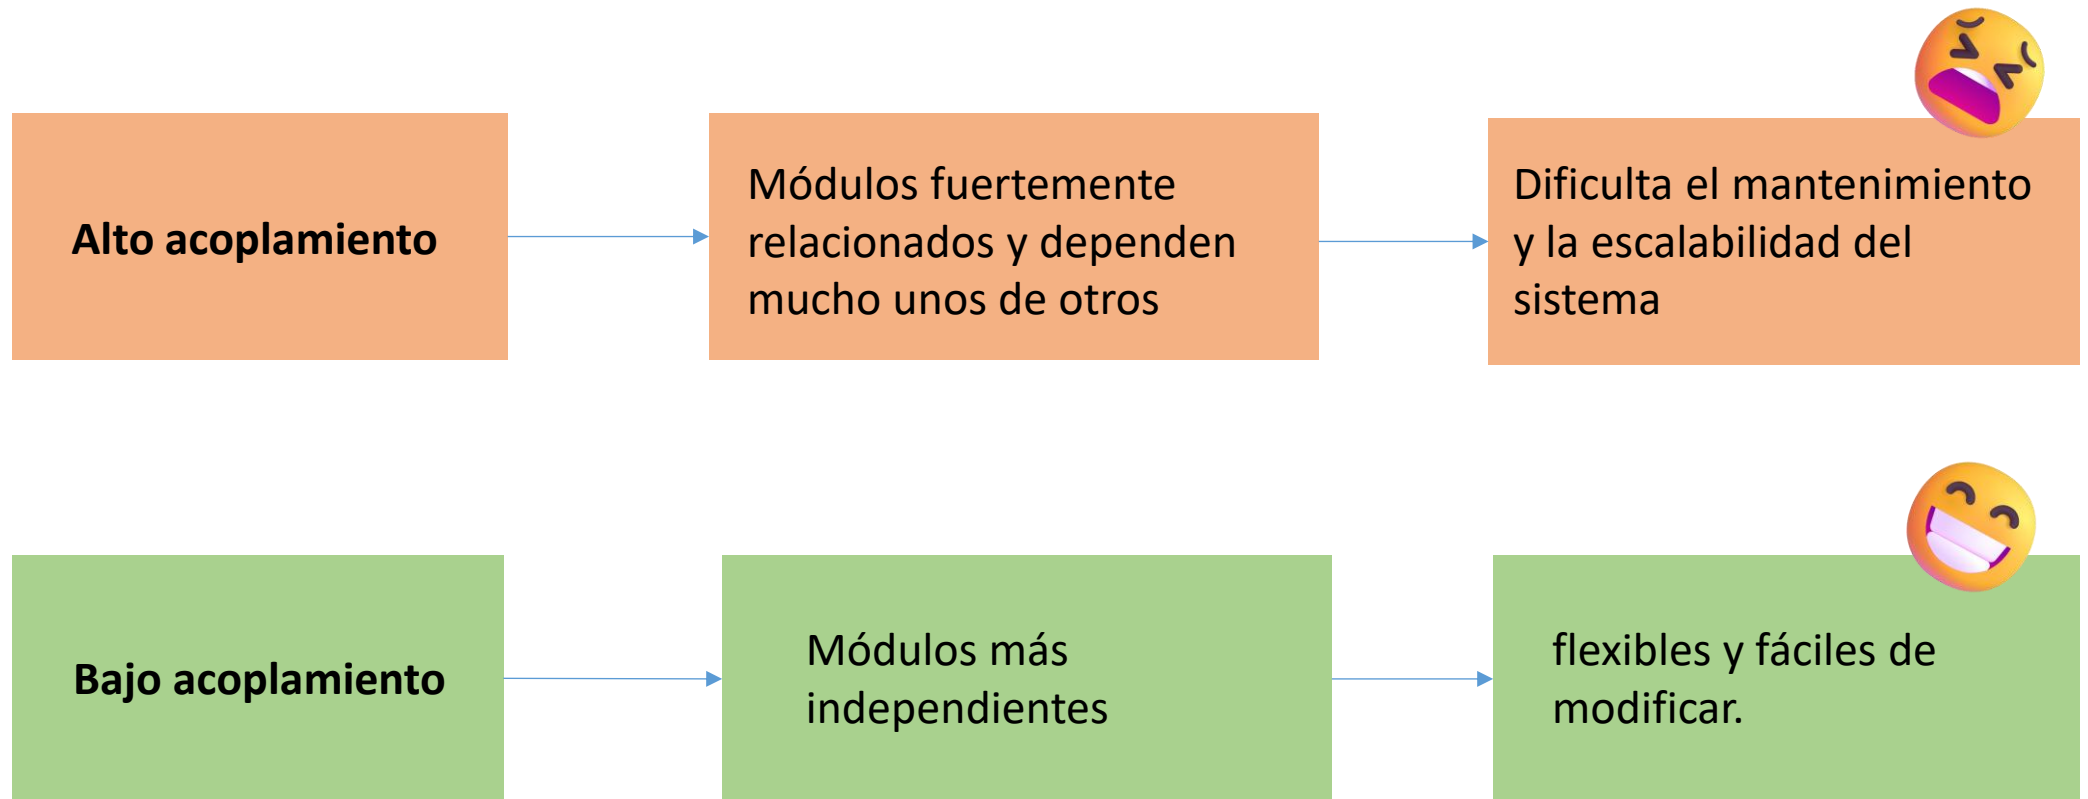 Alto acoplamiento
Módulos fuertemente
relacionados y dependen
mucho unos de otros
Dificulta el mantenimiento
y la escalabilidad del
sistema
Bajo acoplamiento
Módulos más
independientes
flexibles y fáciles de
modificar.